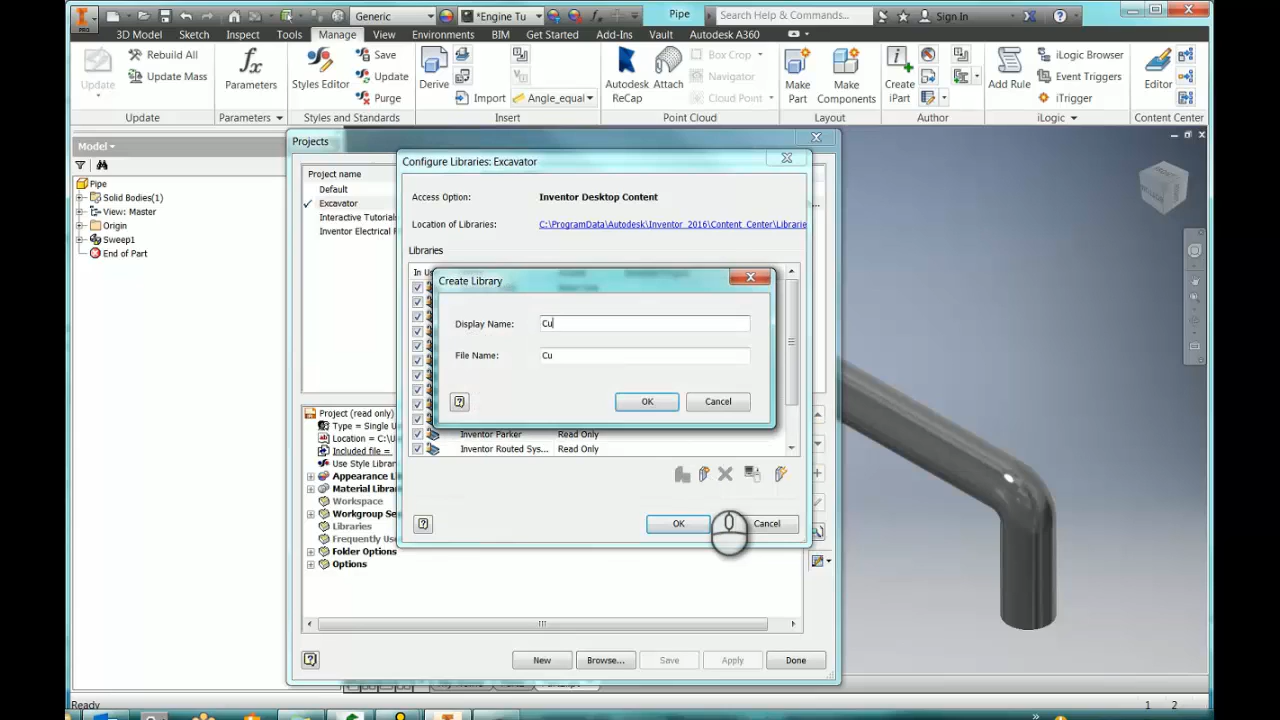 PRO
Generic
*Engine Tu
Pipe
Search Help & Commands...
Sign In
3D Model
Sketch
Inspect
Tools
Manage
View
Environments
BIM
Get Started
Add-Ins
Vault
Autodesk A360
Update
Rebuild All
Update Mass
fx
Parameters
Styles Editor
Save
Update
Purge
Derive
Import
Angle_equal
Autodesk
ReCap
Attach
Box Crop
Navigator
Cloud Point
Make
Part
Make
Components
Create
iPart
Add Rule
iLogic Browser
Event Triggers
iTrigger
Editor
Update
Parameters
Styles and Standards
Insert
Point Cloud
Layout
Author
iLogic
Content Center
Model
Pipe
Solid Bodies(1)
View: Master
Origin
Sweep1
End of Part
Projects
Project name
Default
Excavator
Interactive Tutorials
Inventor Electrical P
Configure Libraries: Excavator
Access Option:
Inventor Desktop Content
Location of Libraries:
C:\ProgramData\Autodesk\Inventor 2016\Content Center\Librarie
Libraries
In U
Create Library
Display Name:
Cu
File Name:
Cu
OK
Cancel
Inventor Parker
Read Only
Inventor Routed Sys...
Read Only
OK
Cancel
Project (read only)
Type = Single U
Location = C:\U
Included file =
Use Style Librar
Appearance L
Material Libra
Workspace
Workgroup Se
Libraries
Frequently Us
Folder Options
Options
New
Browse...
Save
Apply
Done
Ready
1
2